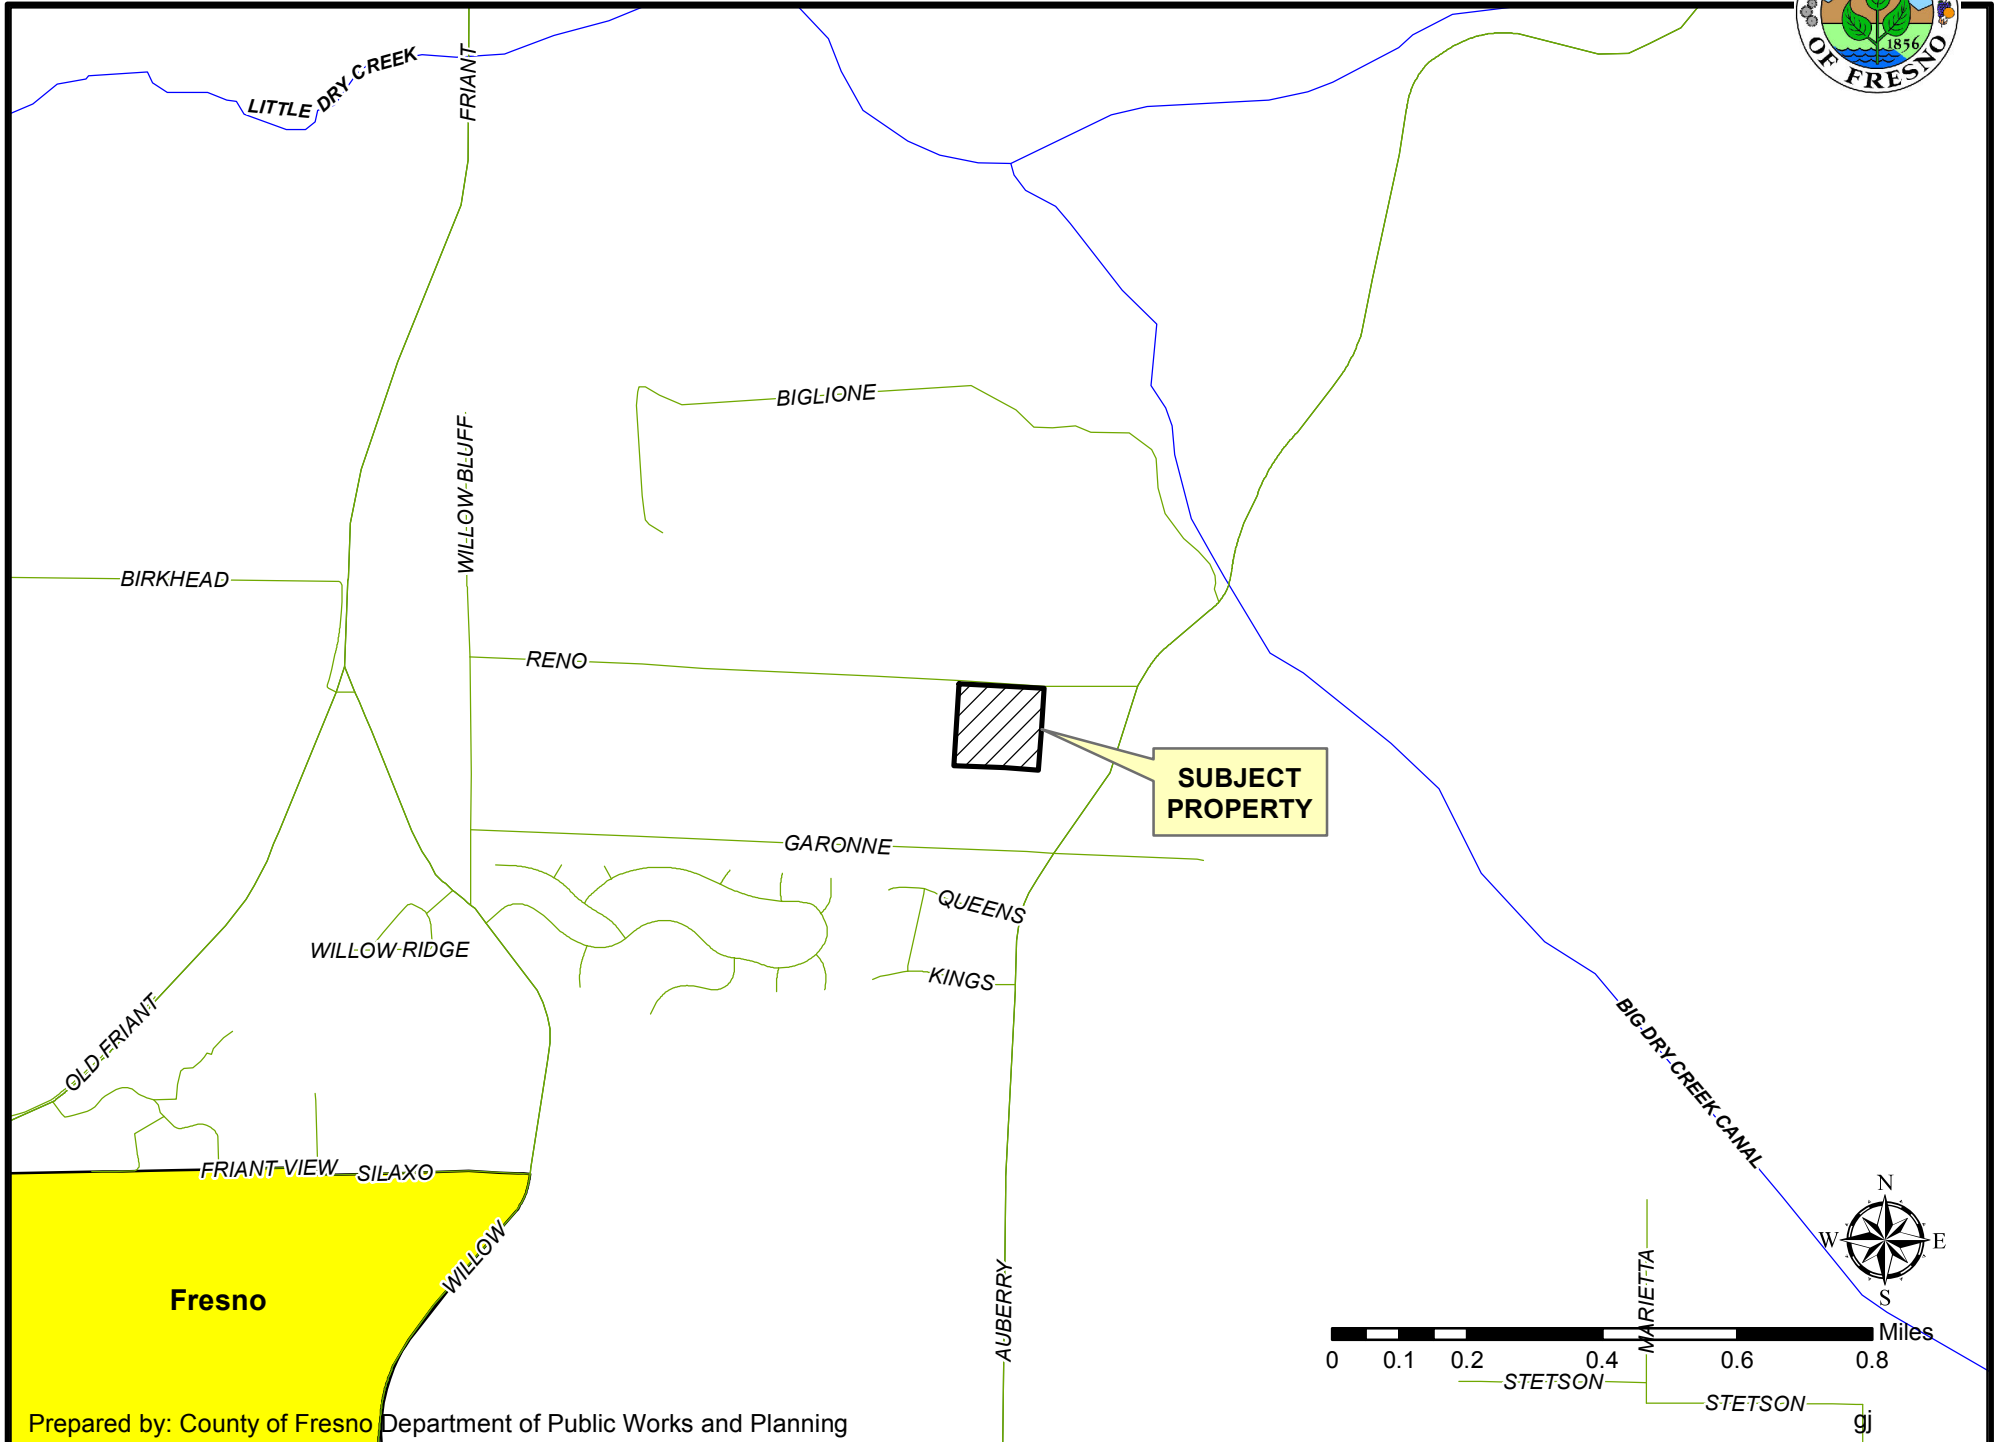 1856
OF FRESNO
LITTLE DRY CREEK
FRIANT
BIGLIONE
WILLOW BLUFF
BIRKHEAD
RENO
SUBJECT
PROPERTY
GARONNE
QUEENS
WILLOW RIDGE
KINGS
OLD FRIANT
BIG DRY CREEK CANAL
FRIANT VIEW
SILAXO
WILLOW
Fresno
AUBERRY
MARIETTA
N
W
E
S
Miles
0 0.1 0.2 0.4 0.6 0.8
STETSON
STETSON
Prepared by: County of Fresno Department of Public Works and Planning
gj